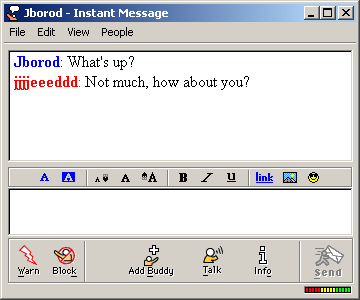 Jborod - Instant Message
File Edit View People
Jborod: What's up?
jjjjeeeddd: Not much, how about you?
A A A A A B I U link
Warn Block Add Buddy Talk Info Send